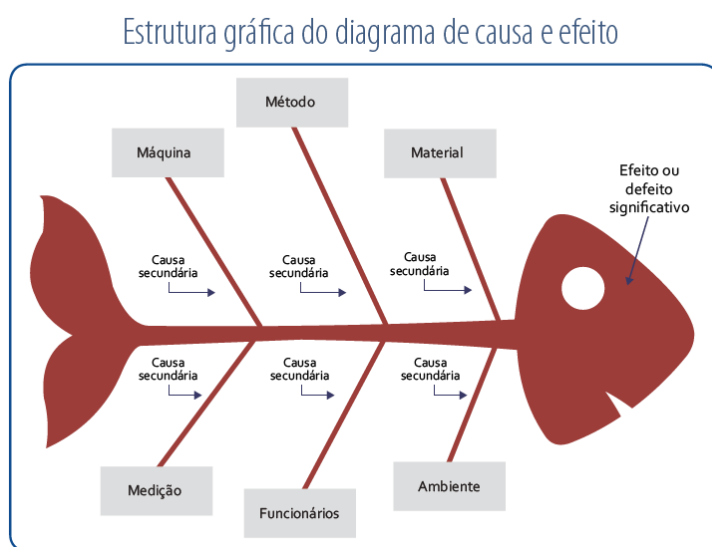 Estrutura gráfica do diagrama de causa e efeito
Método
Máquina
Material
Efeito ou
defeito
significativo
Causa
secundária
Causa
secundária
Causa
secundária
Causa
secundária
Causa
secundária
Causa
secundária
Medição
Funcionários
Ambiente